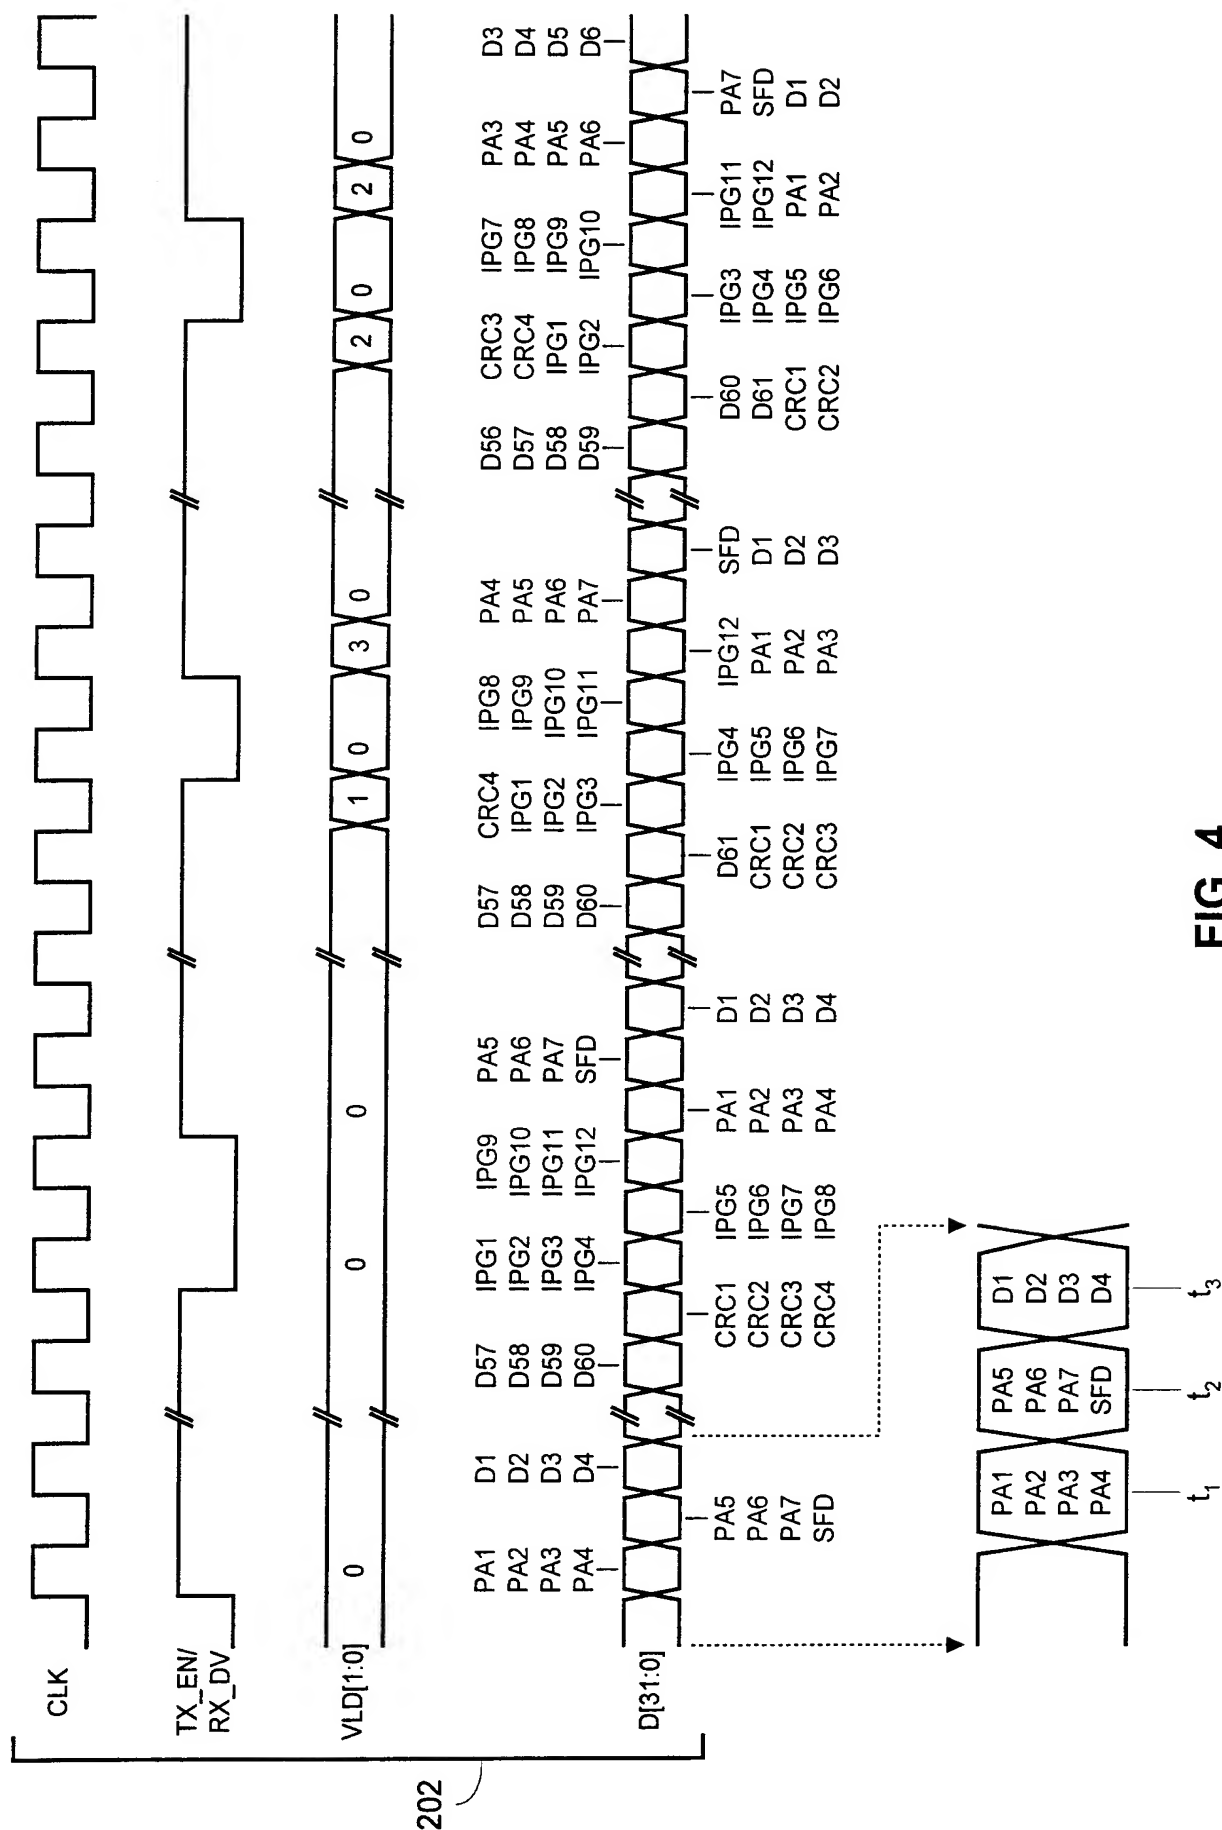 202
CLK
TX_EN/
RX_DV
VLD[1:0]
0
0
0
1
0
3
0
2
0
2
0
D[31:0]
PA1
PA2
PA3
PA4
PA5
PA6
PA7
SFD
D1
D2
D3
D4
D57
D58
D59
D60
CRC1
CRC2
CRC3
CRC4
IPG1
IPG2
IPG3
IPG4
IPG5
IPG6
IPG7
IPG8
IPG9
IPG10
IPG11
IPG12
PA1
PA2
PA3
PA4
PA5
PA6
PA7
SFD
D1
D2
D3
D4
D57
D58
D59
D60
D61
CRC1
CRC2
CRC3
CRC4
IPG1
IPG2
IPG3
IPG4
IPG5
IPG6
IPG7
IPG8
IPG9
IPG10
IPG11
IPG12
PA1
PA2
PA3
PA4
PA5
PA6
PA7
SFD
D1
D2
D3
D56
D57
D58
D59
D60
D61
CRC1
CRC2
CRC3
CRC4
IPG1
IPG2
IPG3
IPG4
IPG5
IPG6
IPG7
IPG8
IPG9
IPG10
IPG11
IPG12
PA1
PA2
PA3
PA4
PA5
PA6
PA7
SFD
D1
D2
D3
D4
D5
D6
PA1
PA2
PA3
PA4
PA5
PA6
PA7
SFD
D1
D2
D3
D4
t1
t2
t3
FIG. 4